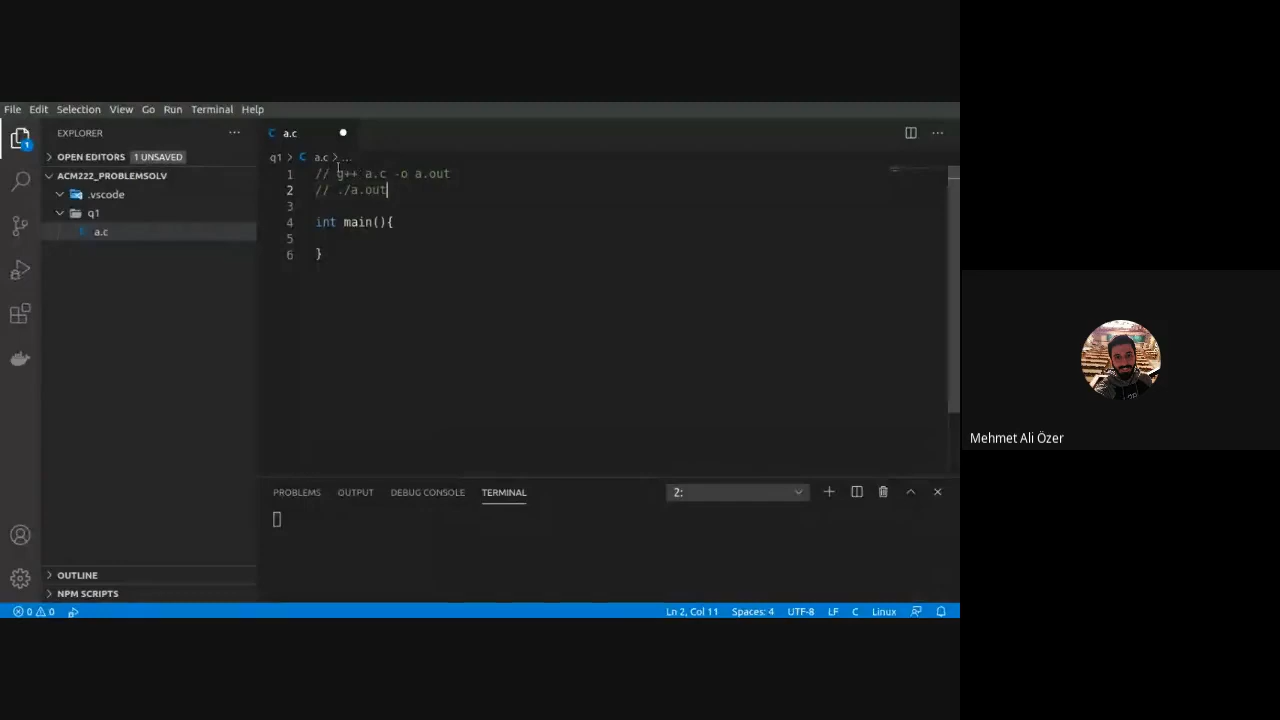 File Edit Selection View Go Run Terminal Help
EXPLORER ...
a.c
OPEN EDITORS 1 UNSAVED
q1 > C a.c > ...
ACM222_PROBLEMSOLV
.vscode
q1
a.c
1 // g++ a.c -o a.out
2 // ./a.out
3
4 int main(){
5
6 }
Mehmet Ali Özer
PROBLEMS OUTPUT DEBUG CONSOLE TERMINAL 2:
OUTLINE
NPM SCRIPTS
0 0 Ln 2, Col 11 Spaces: 4 UTF-8 LF C Linux